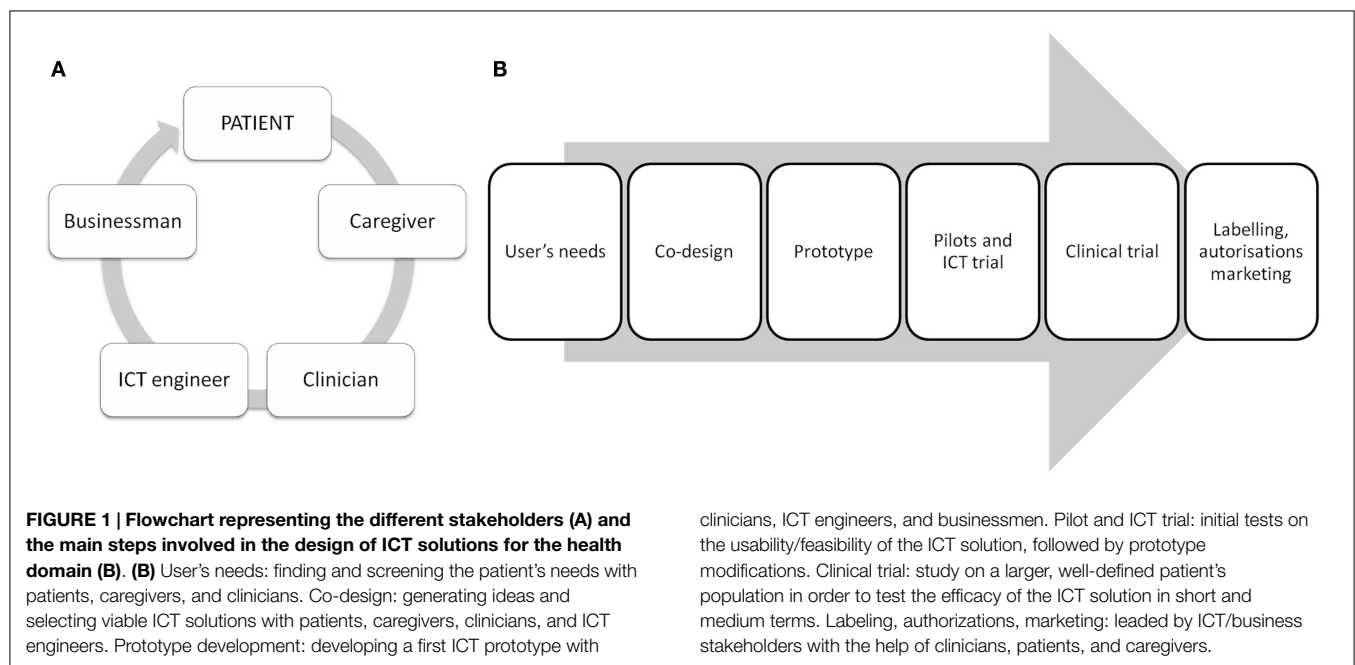 A
PATIENT
Businessman
Caregiver
ICT engineer
Clinician
B
User's needs
Co-design
Prototype
Pilots and
ICT trial
Clinical trial
Labelling,
autorisations
marketing
FIGURE 1 | Flowchart representing the different stakeholders (A) and
the main steps involved in the design of ICT solutions for the health
domain (B). (B) User's needs: finding and screening the patient's needs with
patients, caregivers, and clinicians. Co-design: generating ideas and
selecting viable ICT solutions with patients, caregivers, clinicians, and ICT
engineers. Prototype development: developing a first ICT prototype with
clinicians, ICT engineers, and businessmen. Pilot and ICT trial: initial tests on
the usability/feasibility of the ICT solution, followed by prototype
modifications. Clinical trial: study on a larger, well-defined patient's
population in order to test the efficacy of the ICT solution in short and
medium terms. Labeling, authorizations, marketing: leaded by ICT/business
stakeholders with the help of clinicians, patients, and caregivers.